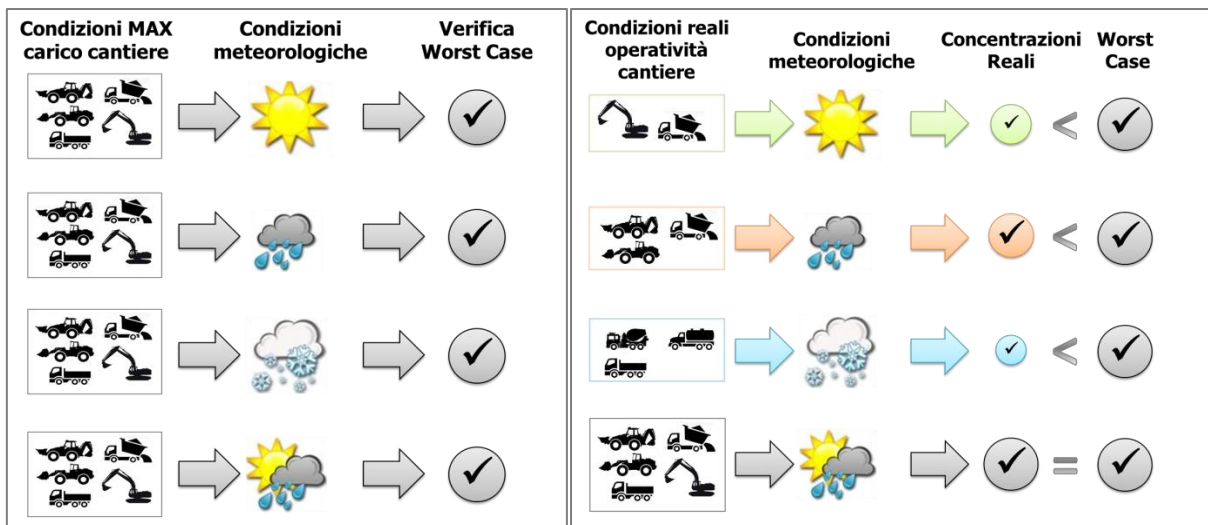 Condizioni MAX
carico cantiere
Condizioni
meteorologiche
Verifica
Worst Case
Condizioni reali
operatività
cantiere
Condizioni
meteorologiche
Concentrazioni
Reali
Worst
Case
<
<
<
=